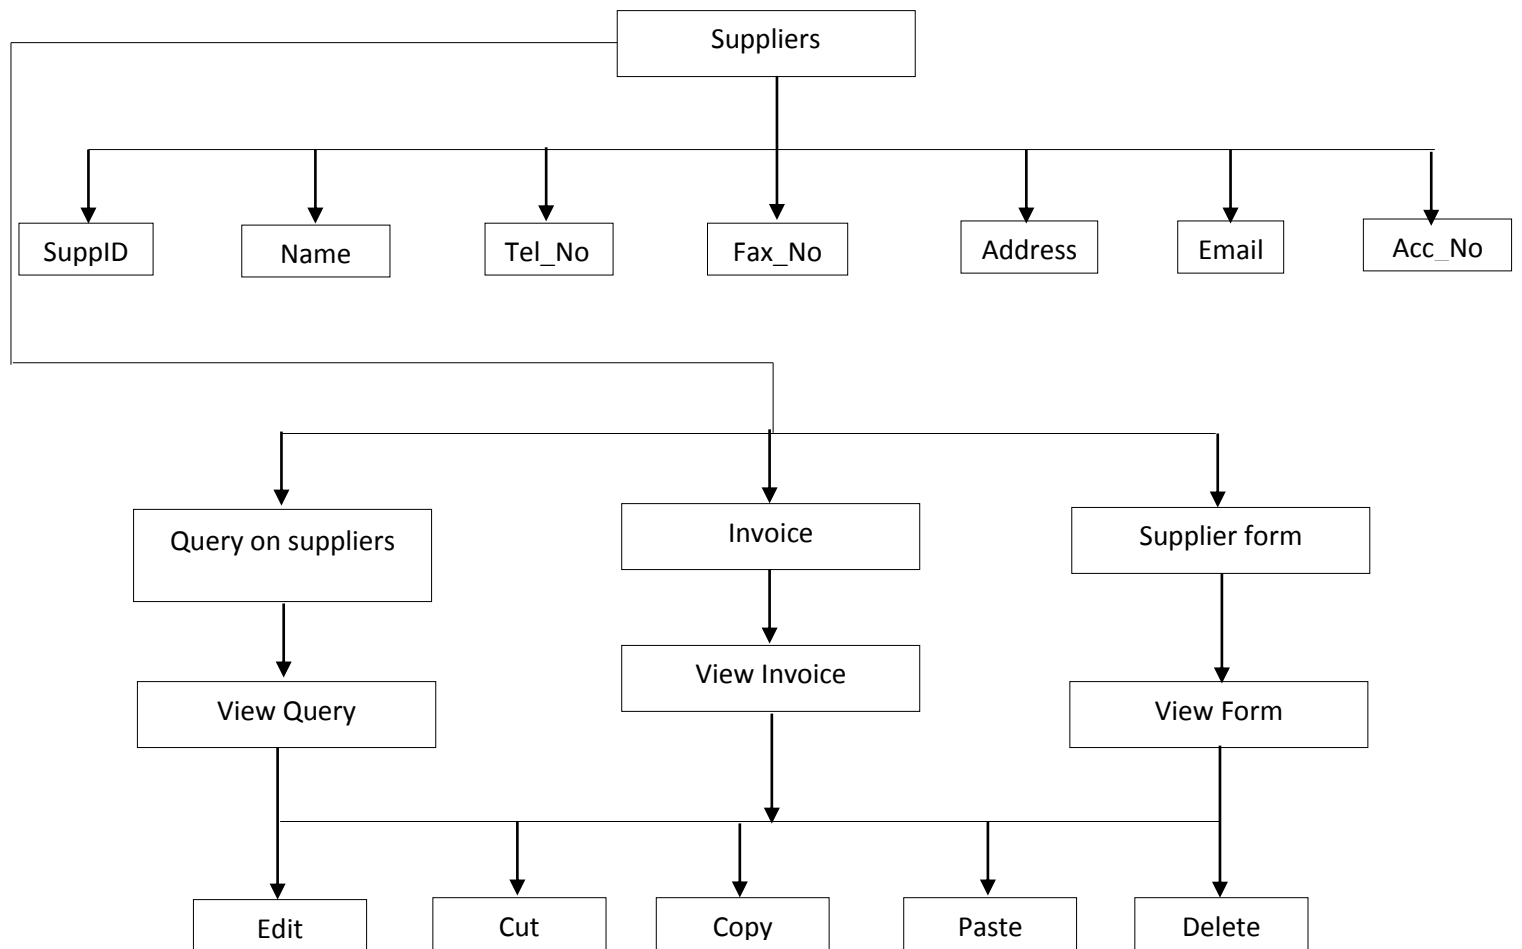 Suppliers
SuppID
Name
Tel_No
Fax_No
Address
Email
Acc_No
Query on suppliers
Invoice
Supplier form
View Query
View Invoice
View Form
Edit
Cut
Copy
Paste
Delete